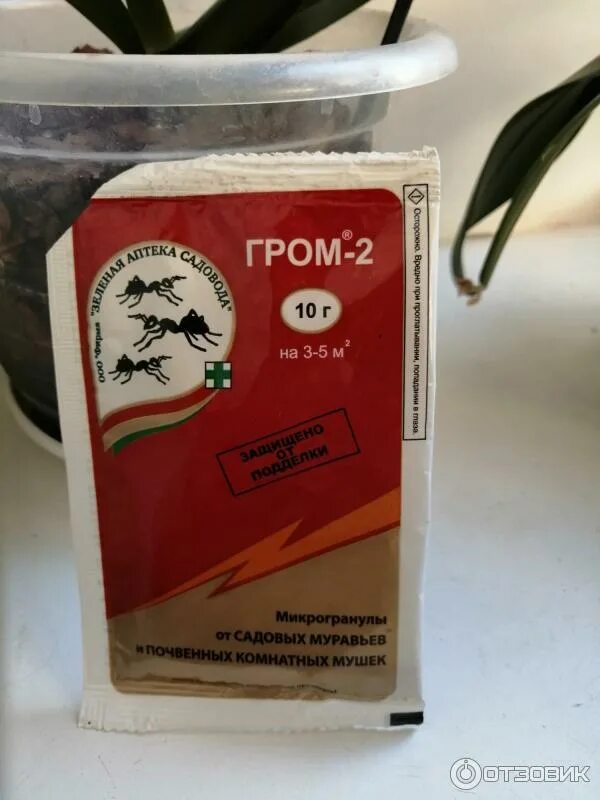 ГРОМ®-2
10 г
на 3-5 м²
ООО "Фирма "ЗЕЛЕНАЯ АПТЕКА САДОВОДА"
ЗАЩИЩЕНО
ОТ
ПОДДЕЛКИ
Микрогранулы
от САДОВЫХ МУРАВЬЕВ
и ПОЧВЕННЫХ КОМНАТНЫХ МУШЕК
Осторожно. Вредно при проглатывании, попадании в глаза.
ОТЗОВИК